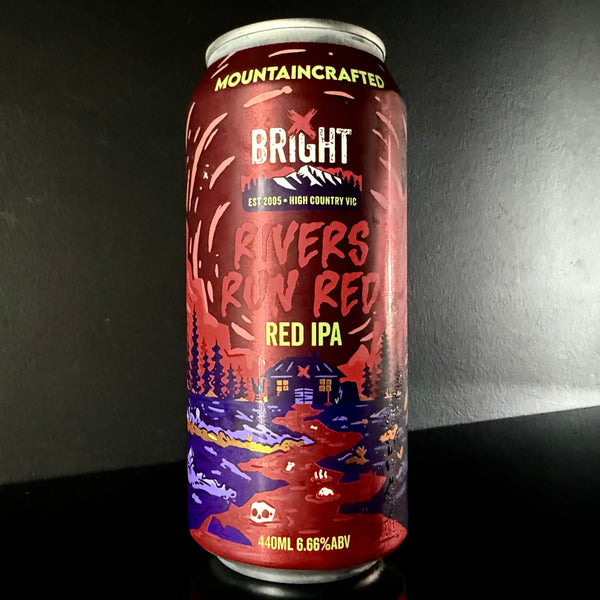 MOUNTAINCRAFTED
BRIGHT
EST 2005 • HIGH COUNTRY VIC
RIVERS
RUN RED
RED IPA
440ML 6.66%ABV